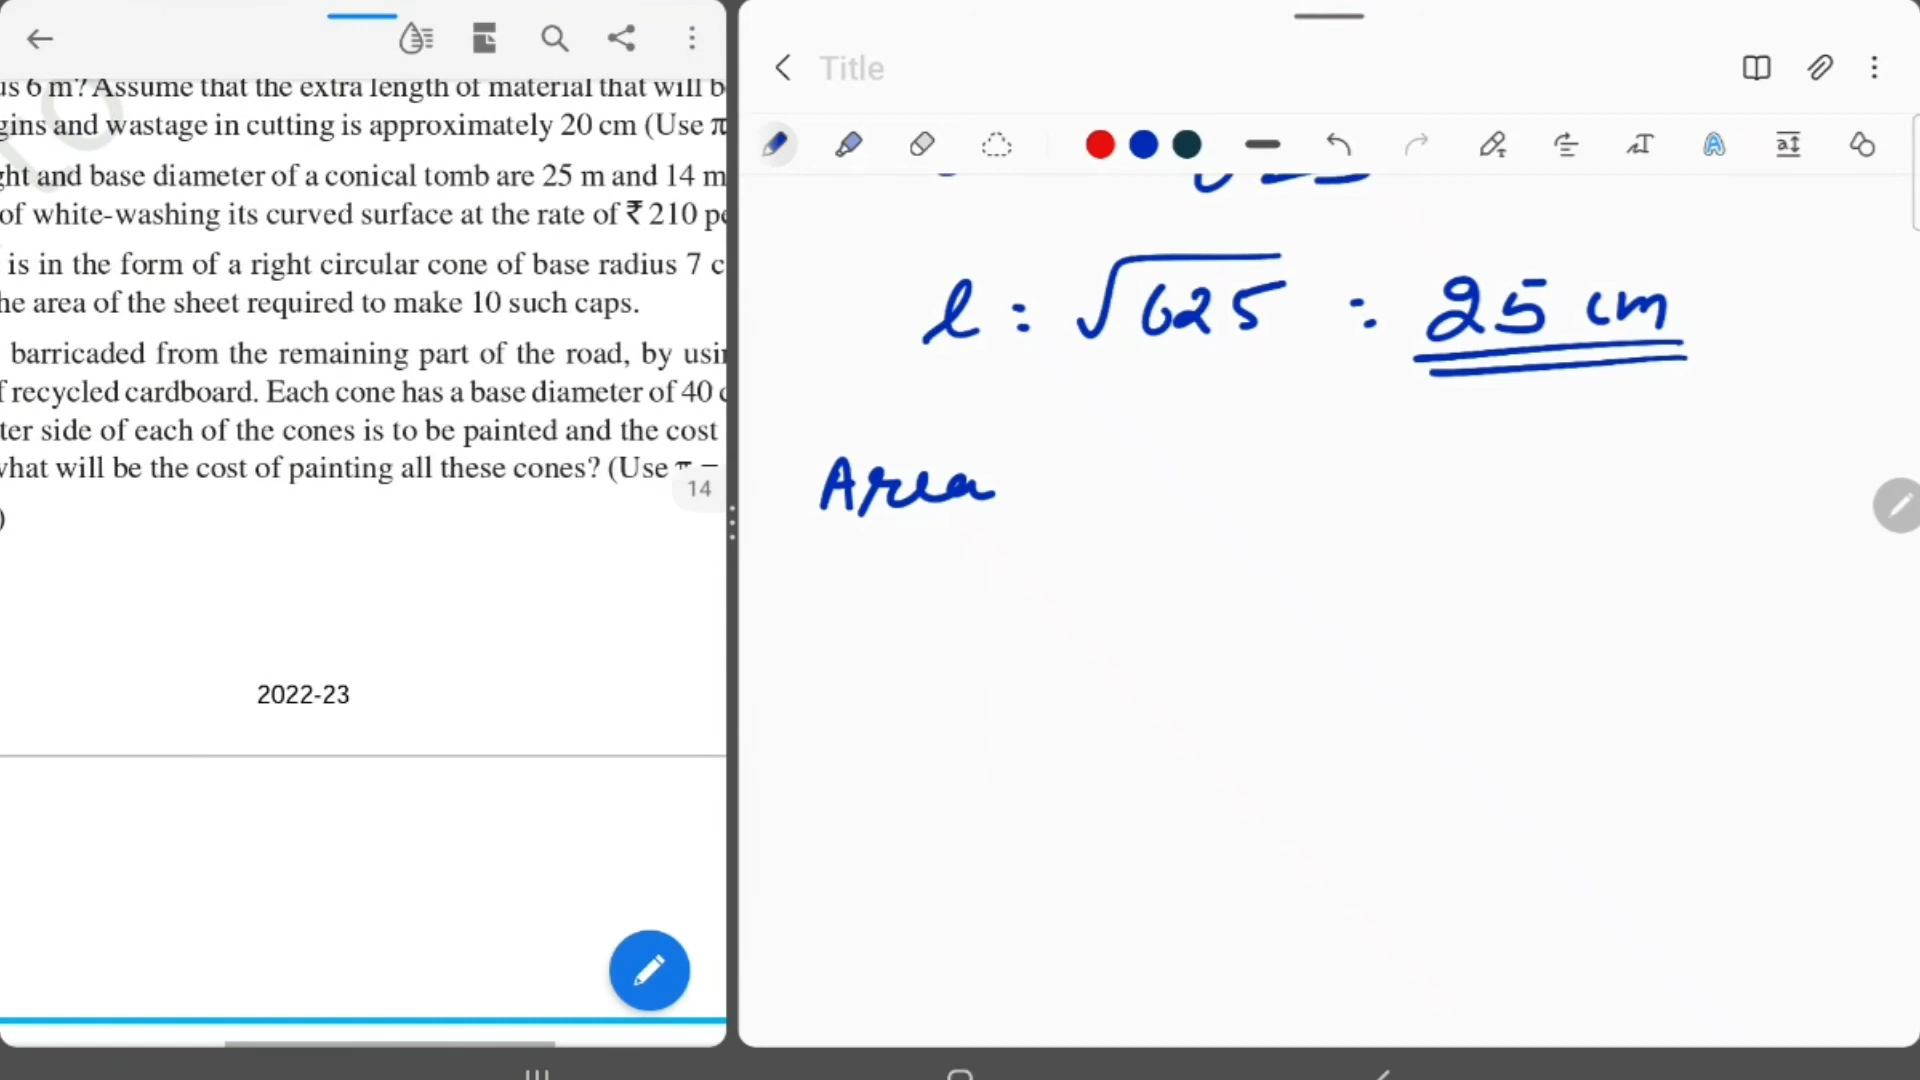 us 6 m? Assume that the extra length of material that will b
gins and wastage in cutting is approximately 20 cm (Use π
ght and base diameter of a conical tomb are 25 m and 14 m
of white-washing its curved surface at the rate of ₹ 210 pe
is in the form of a right circular cone of base radius 7 c
he area of the sheet required to make 10 such caps.
barricaded from the remaining part of the road, by usin
f recycled cardboard. Each cone has a base diameter of 40 c
ter side of each of the cones is to be painted and the cost
what will be the cost of painting all these cones? (Use π =
)
14
2022-23
Title
l = √625 = 25 cm
Area